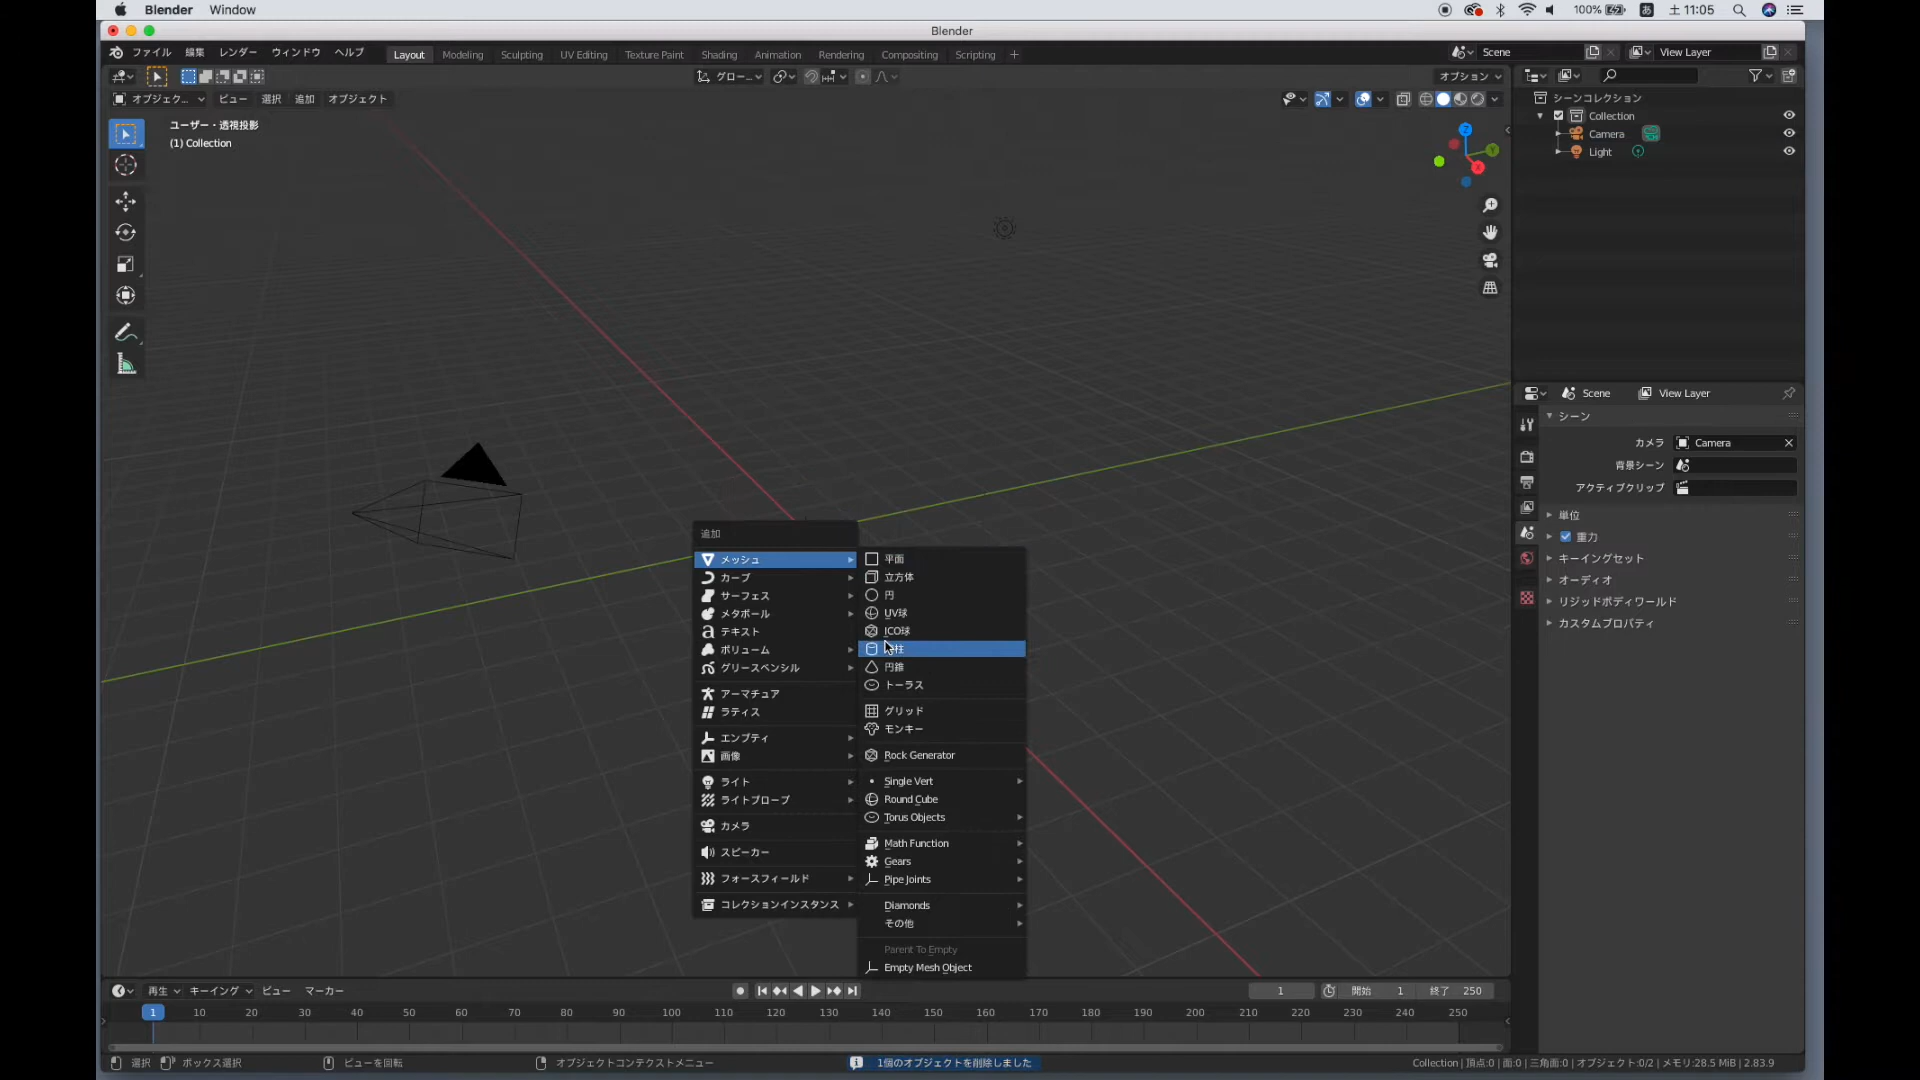 Blender Window 100% あ 土 11:05
Blender
ファイル 編集 レンダー ウィンドウ ヘルプ Layout Modeling Sculpting UV Editing Texture Paint Shading Animation Rendering Compositing Scripting + Scene View Layer
グロー... オプション
オブジェク... ビュー 選択 追加 オブジェクト
シーンコレクション
Collection
Camera
Light
ユーザー・透視投影
(1) Collection
Z
Y
X
Scene View Layer
シーン
カメラ Camera
背景シーン
アクティブクリップ
単位
重力
キーイングセット
オーディオ
リジッドボディワールド
カスタムプロパティ
追加
メッシュ
カーブ
サーフェス
メタボール
テキスト
ボリューム
グリースペンシル
アーマチュア
ラティス
エンプティ
画像
ライト
ライトプローブ
カメラ
スピーカー
フォースフィールド
コレクションインスタンス
平面
立方体
円
UV球
ICO球
柱
円錐
トーラス
グリッド
モンキー
Rock Generator
Single Vert
Round Cube
Torus Objects
Math Function
Gears
Pipe Joints
Diamonds
その他
Parent To Empty
Empty Mesh Object
再生 キーイング ビュー マーカー 1 開始 1 終了 250
1 10 20 30 40 50 60 70 80 90 100 110 120 130 140 150 160 170 180 190 200 210 220 230 240 250
選択 ボックス選択 ビューを回転 オブジェクトコンテクストメニュー 1個のオブジェクトを削除しました Collection | 頂点:0 | 面:0 | 三角面:0 | オブジェクト:0/2 | メモリ:28.5 MiB | 2.83.9